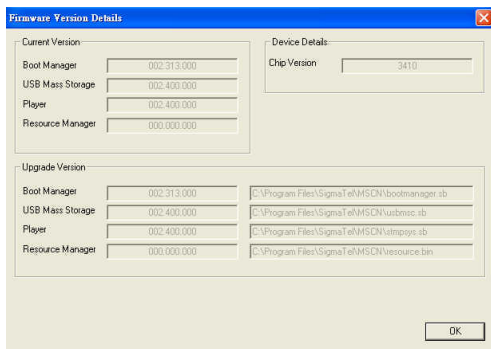 Firmware Version Details
Current Version
Boot Manager 002.313.000
USB Mass Storage 002.400.000
Player 002.400.000
Resource Manager 000.000.000
Device Details
Chip Version 3410
Upgrade Version
Boot Manager 002.313.000 C:\Program Files\SigmaTel\MSCN\bootmanager.sb
USB Mass Storage 002.400.000 C:\Program Files\SigmaTel\MSCN\usbmsc.sb
Player 002.400.000 C:\Program Files\SigmaTel\MSCN\stmpsys.sb
Resource Manager 000.000.000 C:\Program Files\SigmaTel\MSCN\resource.bin
OK